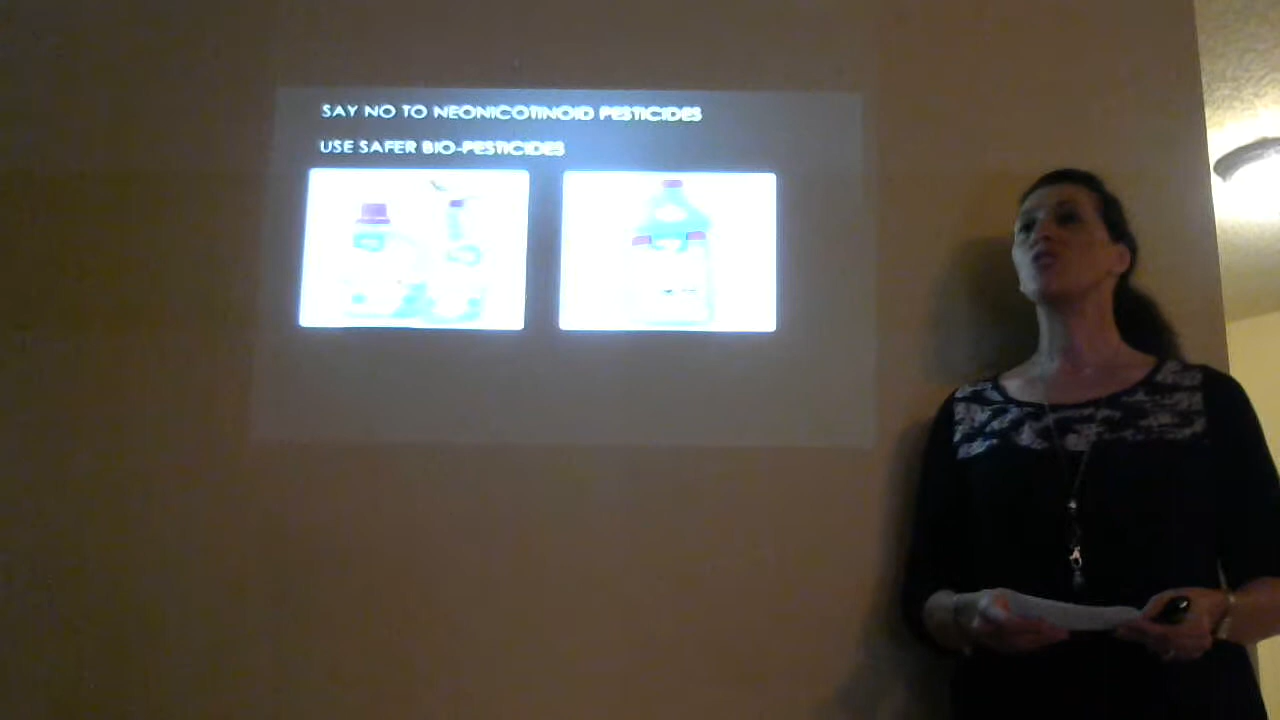 SAY NO TO NEONICOTINOID PESTICIDES
USE SAFER BIO-PESTICIDES